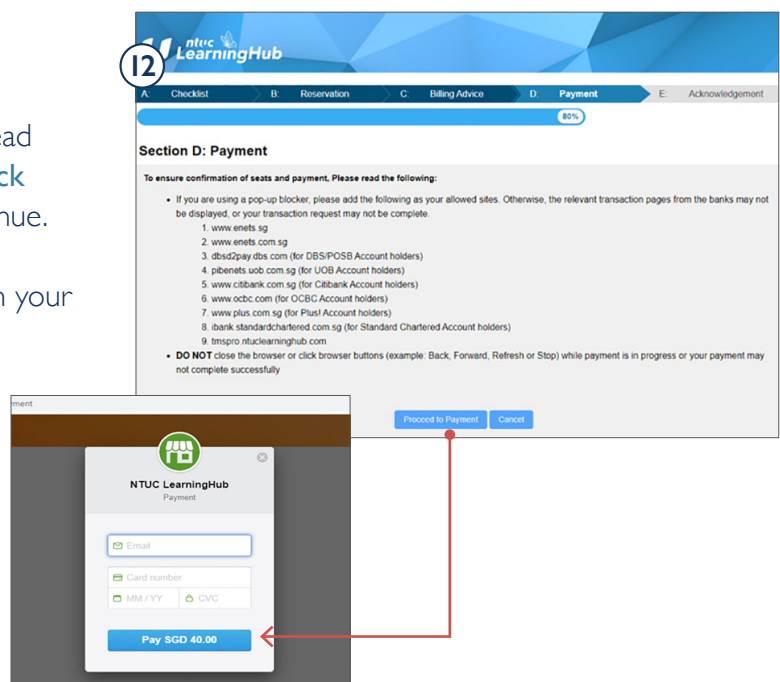 ntuc
LearningHub
12
A: Checklist B: Reservation C: Billing Advice D: Payment E: Acknowledgement
80%
Section D: Payment
To ensure confirmation of seats and payment, Please read the following:
• If you are using a pop-up blocker, please add the following as your allowed sites. Otherwise, the relevant transaction pages from the banks may not
be displayed, or your transaction request may not be complete.
1. www.enets.sg
2. www.enets.com.sg
3. dbsd2pay.dbs.com (for DBS/POSB Account holders)
4. pibenets.uob.com.sg (for UOB Account holders)
5. www.citibank.com.sg (for Citibank Account holders)
6. www.ocbc.com (for OCBC Account holders)
7. www.plus.com.sg (for Plus! Account holders)
8. ibank.standardchartered.com.sg (for Standard Chartered Account holders)
9. tmspro.ntuclearninghub.com
• DO NOT close the browser or click browser buttons (example: Back, Forward, Refresh or Stop) while payment is in progress or your payment may
not complete successfully
Proceed to Payment Cancel
ead
ck
nue.
n your
ment
NTUC LearningHub
Payment
Email
Card number
MM / YY CVC
Pay SGD 40.00